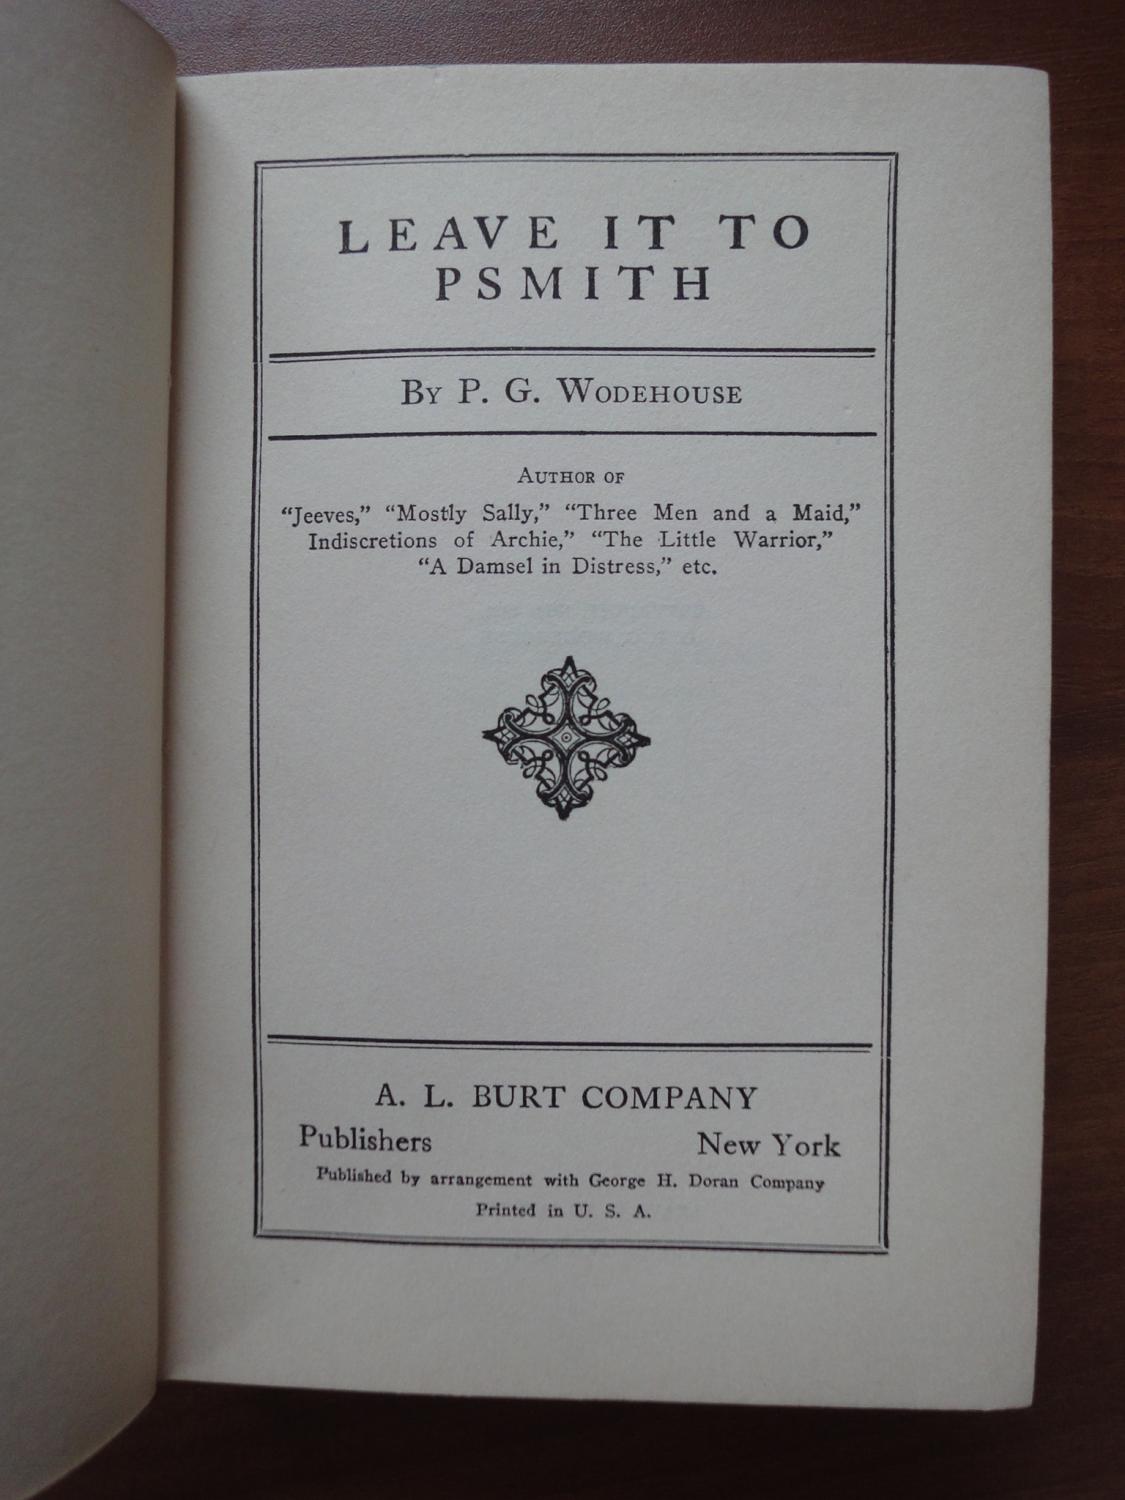 LEAVE IT TO
PSMITH
By P. G. Wodehouse
Author of
“Jeeves,” “Mostly Sally,” “Three Men and a Maid,”
Indiscretions of Archie,” “The Little Warrior,”
“A Damsel in Distress,” etc.
A. L. BURT COMPANY
Publishers New York
Published by arrangement with George H. Doran Company
Printed in U. S. A.